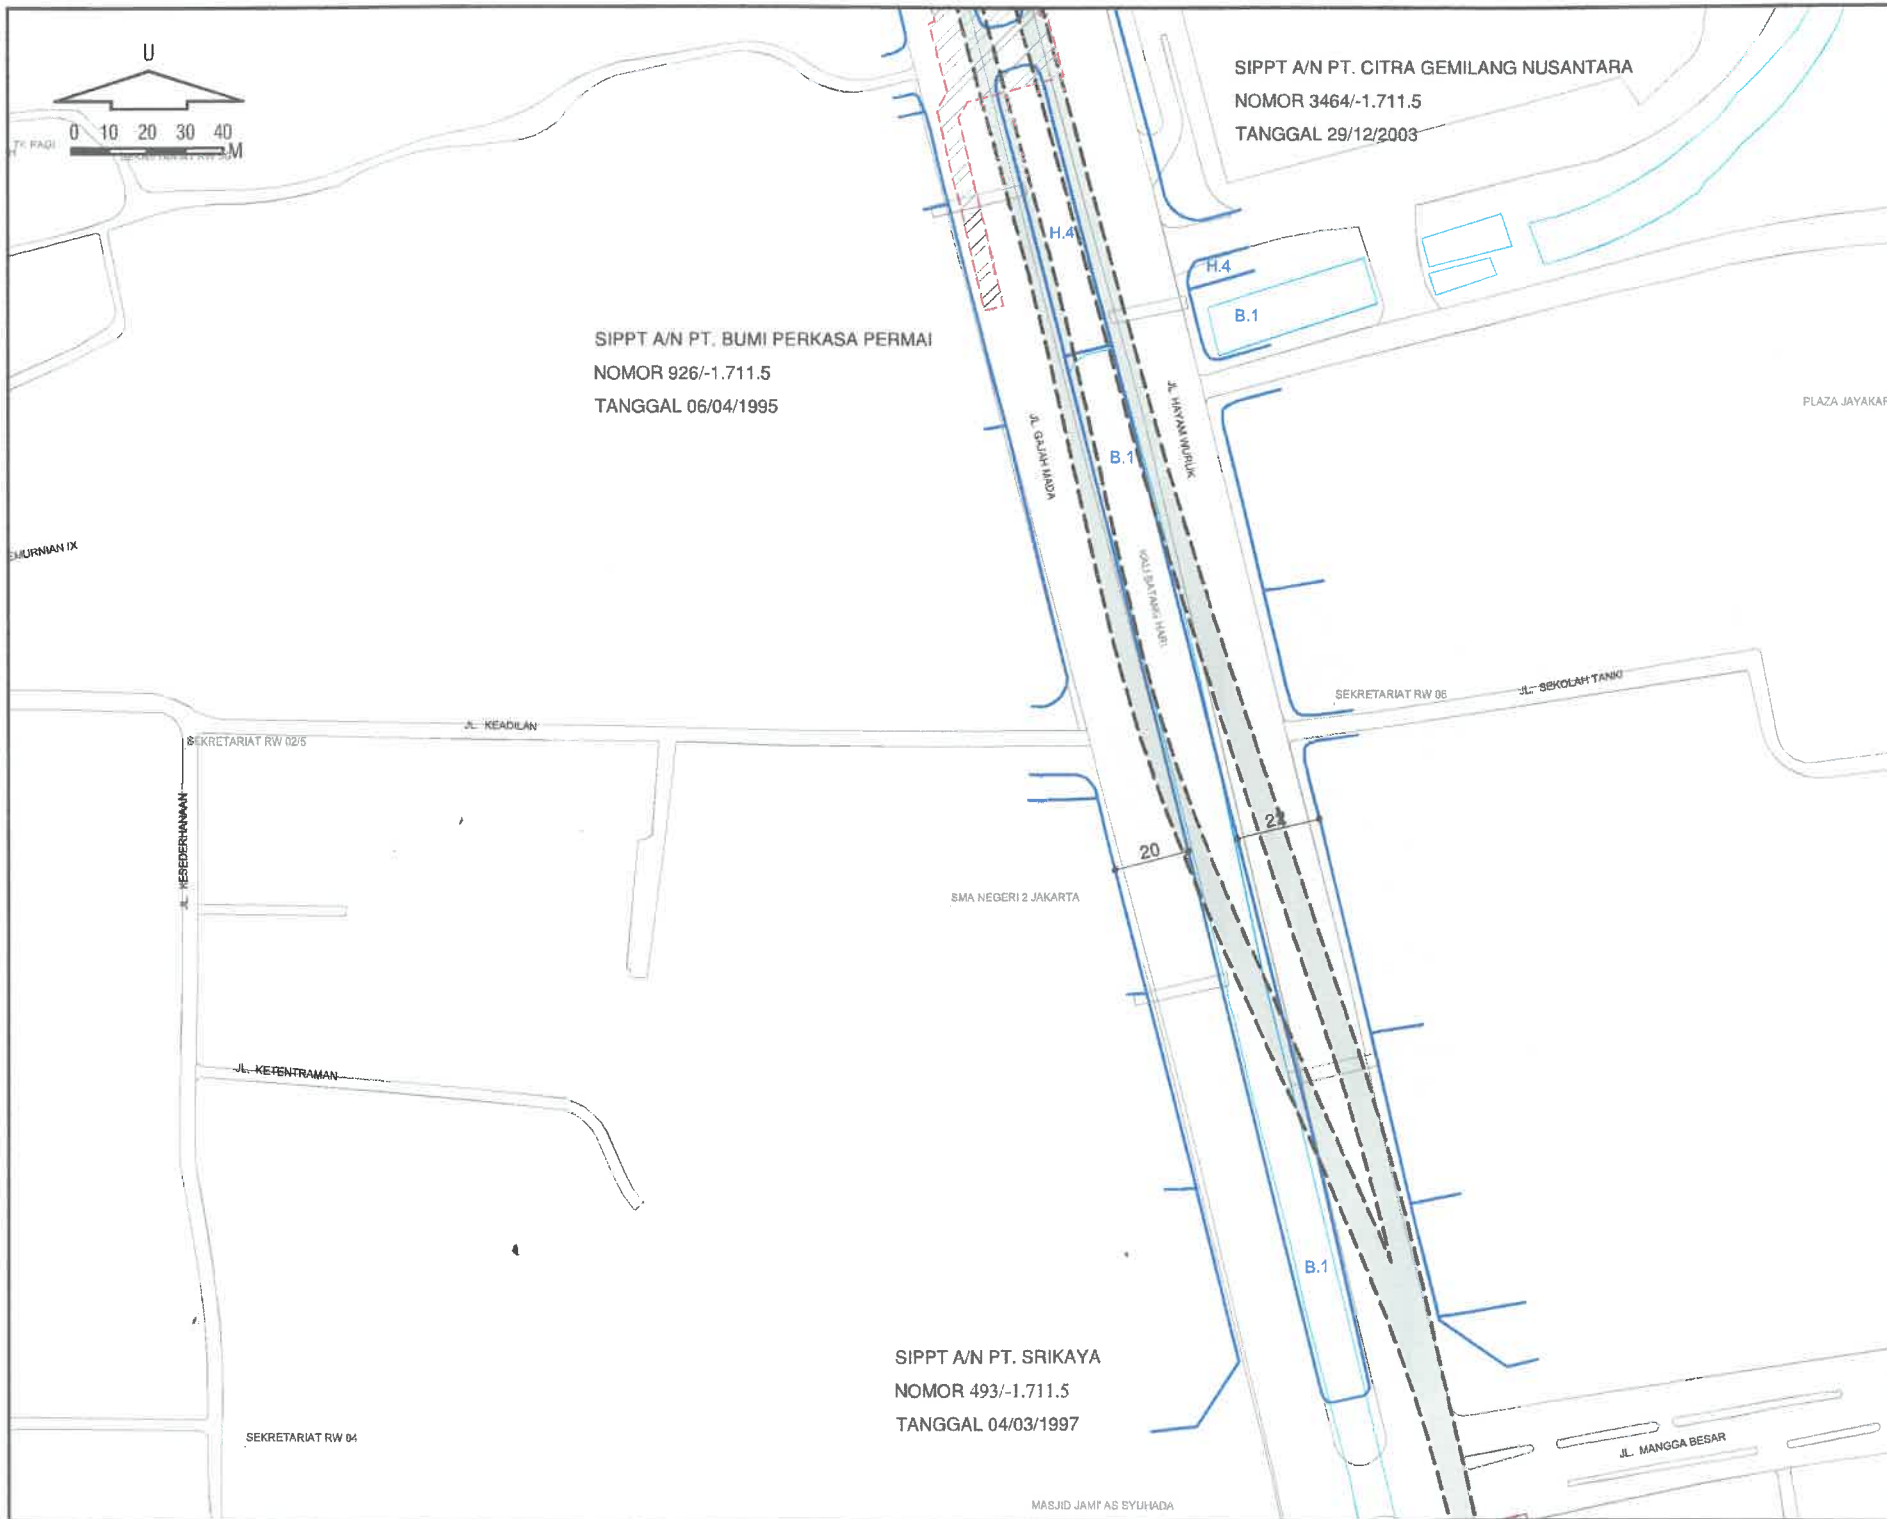 U
0 10 20 30 40
M
SIPPT A/N PT. CITRA GEMILANG NUSANTARA
NOMOR 3464/-1.711.5
TANGGAL 29/12/2003
H.4
H.4
B.1
SIPPT A/N PT. BUMI PERKASA PERMAI
NOMOR 926/-1.711.5
TANGGAL 06/04/1995
JL. HAYAM WURUK
PLAZA JAYAKAR
JL. GAJAH MADA
B.1
EMURNIAN IX
KALI BATANG HARI
SEKRETARIAT RW 06
JL. SEKOLAH TANKI
JL. KEADILAN
SEKRETARIAT RW 02/5
JL. KESEDERHANAAN
20
SMA NEGERI 2 JAKARTA
JL. KETENTRAMAN
B.1
SIPPT A/N PT. SRIKAYA
NOMOR 493/-1.711.5
TANGGAL 04/03/1997
SEKRETARIAT RW 04
JL. MANGGA BESAR
MASJID JAMI' AS SYUHADA